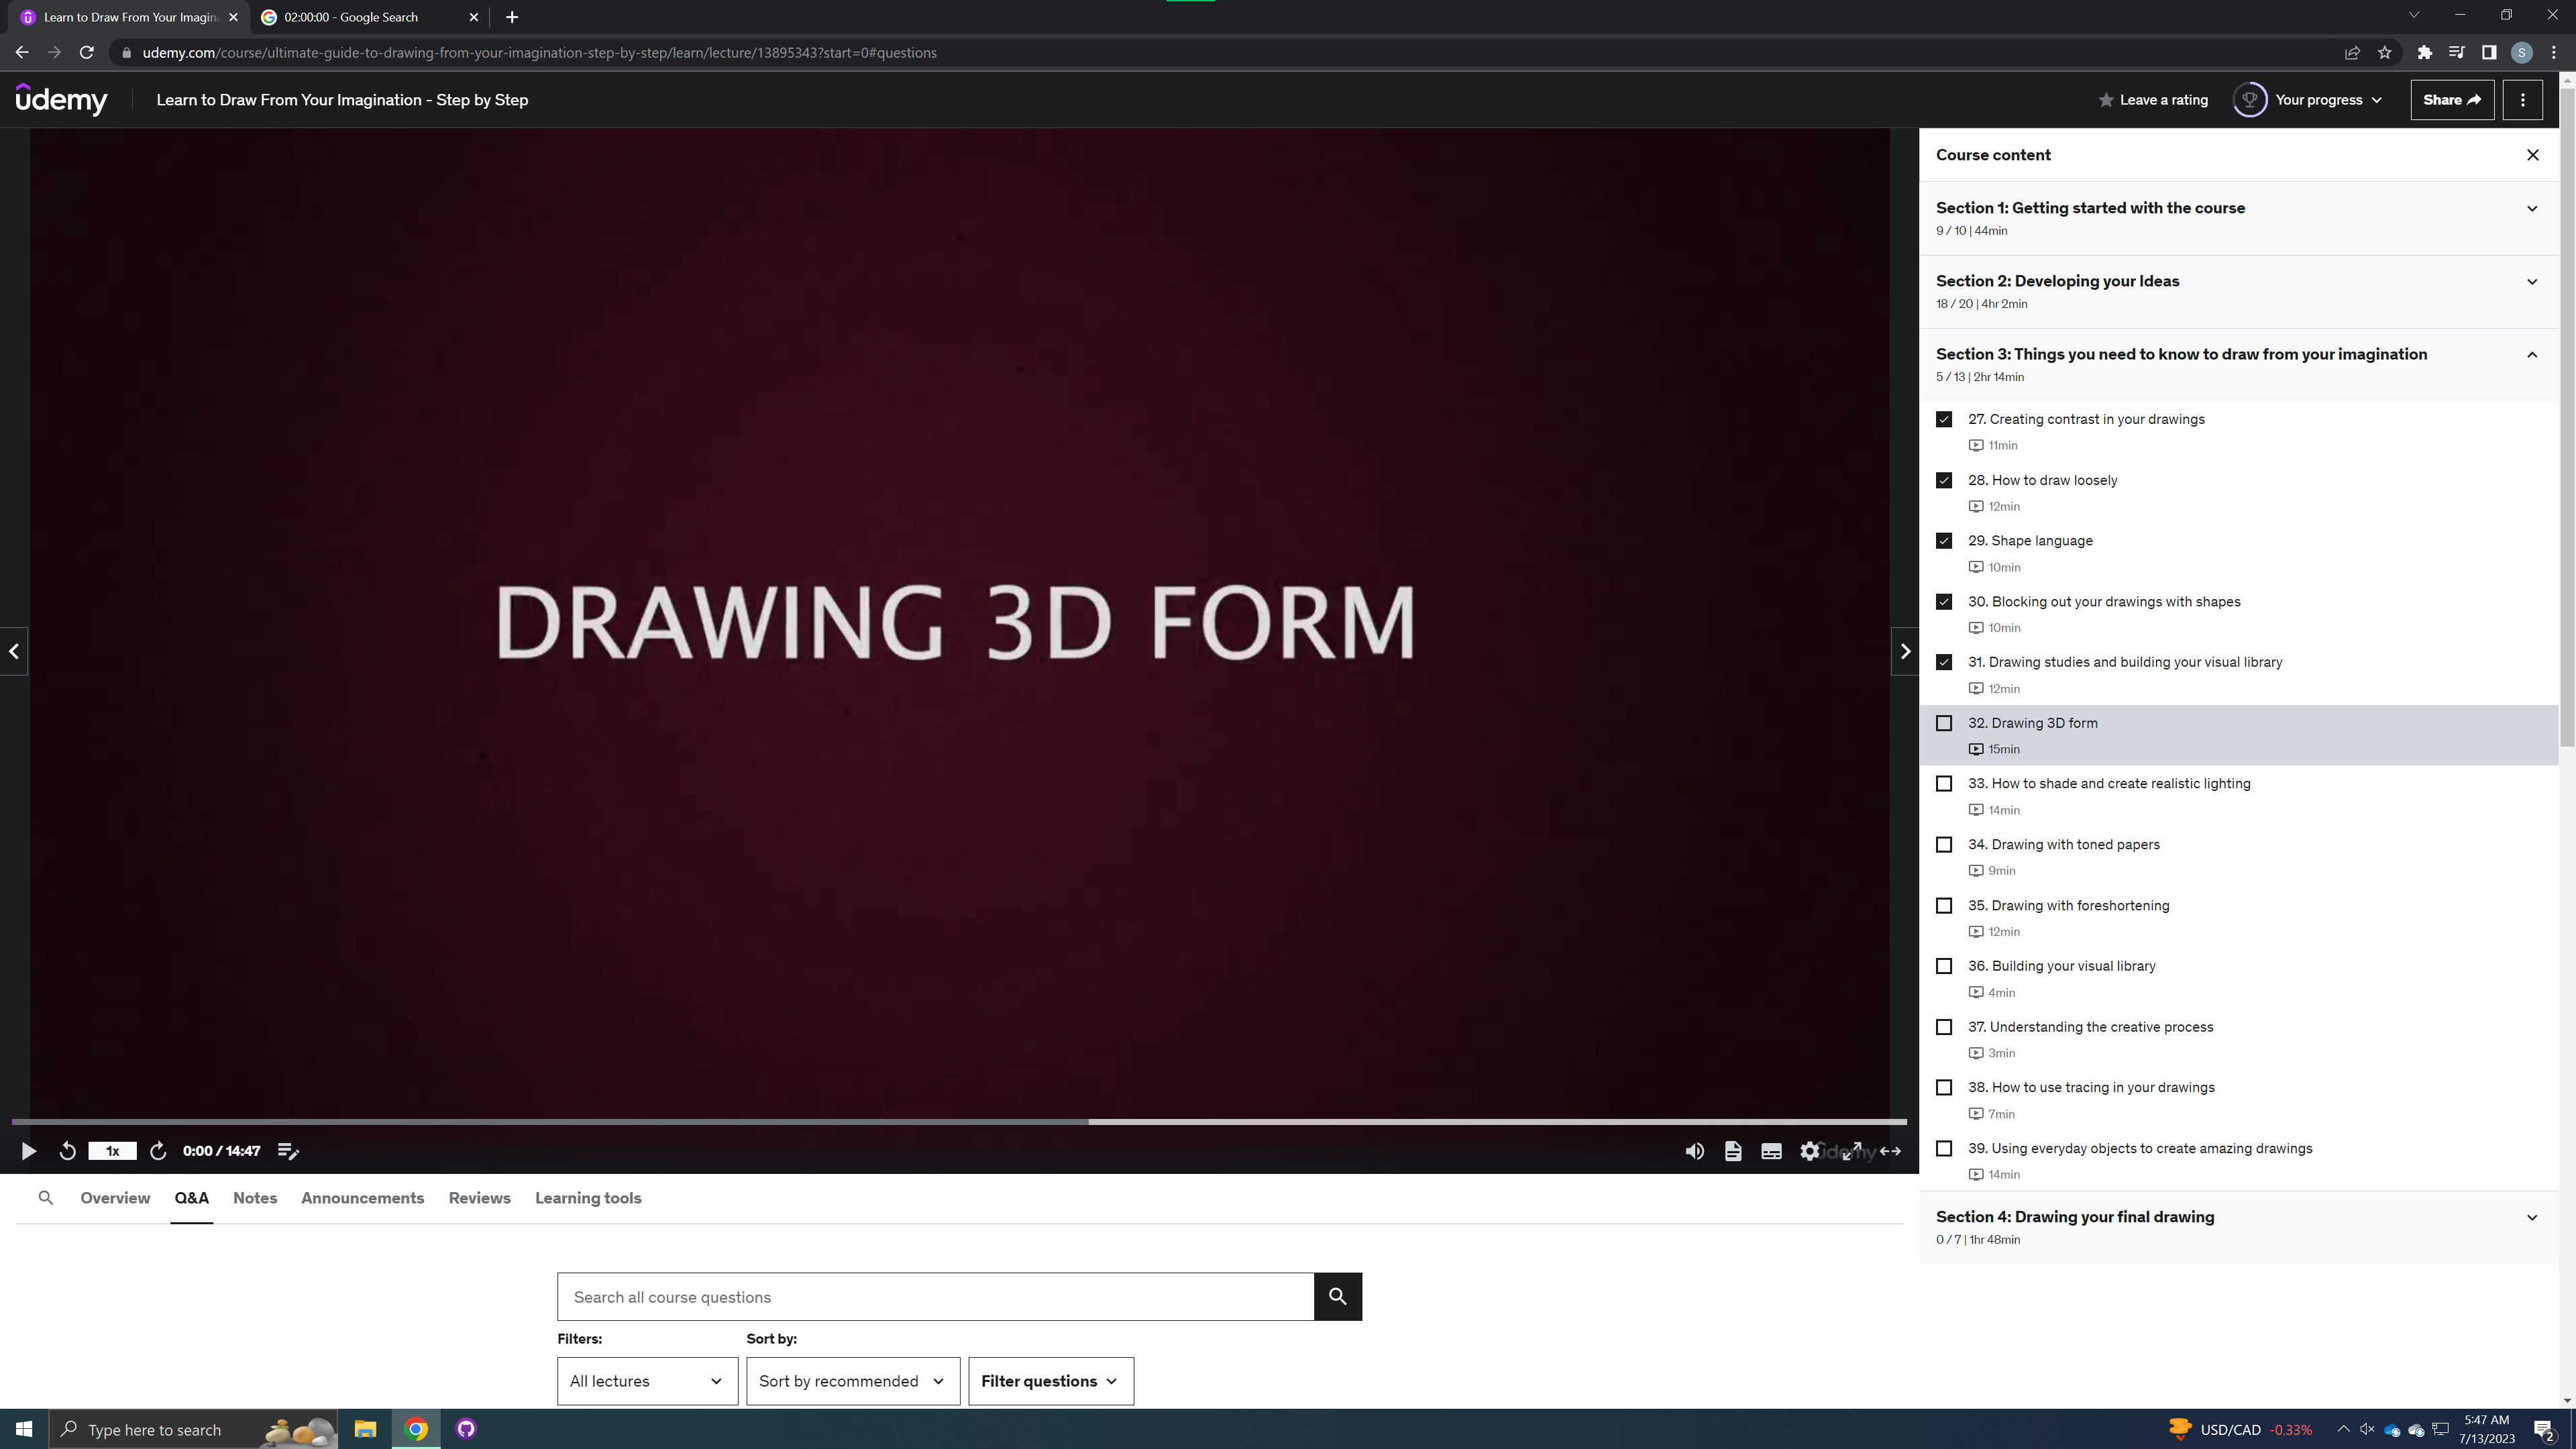 Learn to Draw From Your Imagin
02:00:00 - Google Search
udemy.com/course/ultimate-guide-to-drawing-from-your-imagination-step-by-step/learn/lecture/13895343?start=0#questions
S
udemy
Learn to Draw From Your Imagination - Step by Step
Leave a rating
Your progress
Share
DRAWING 3D FORM
1x
0:00 / 14:47
udemy
Course content
Section 1: Getting started with the course
9 / 10 | 44min
Section 2: Developing your Ideas
18 / 20 | 4hr 2min
Section 3: Things you need to know to draw from your imagination
5 / 13 | 2hr 14min
27. Creating contrast in your drawings
11min
28. How to draw loosely
12min
29. Shape language
10min
30. Blocking out your drawings with shapes
10min
31. Drawing studies and building your visual library
12min
32. Drawing 3D form
15min
33. How to shade and create realistic lighting
14min
34. Drawing with toned papers
9min
35. Drawing with foreshortening
12min
36. Building your visual library
4min
37. Understanding the creative process
3min
38. How to use tracing in your drawings
7min
39. Using everyday objects to create amazing drawings
14min
Section 4: Drawing your final drawing
0 / 7 | 1hr 48min
Overview
Q&A
Notes
Announcements
Reviews
Learning tools
Search all course questions
Filters:
Sort by:
All lectures
Sort by recommended
Filter questions
Type here to search
USD/CAD -0.33%
5:47 AM
7/13/2023
2